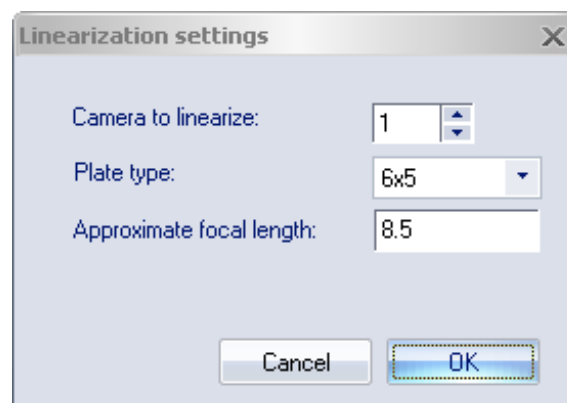 Linearization settings
Camera to linearize: 1
Plate type: 6x5
Approximate focal length: 8.5
Cancel OK